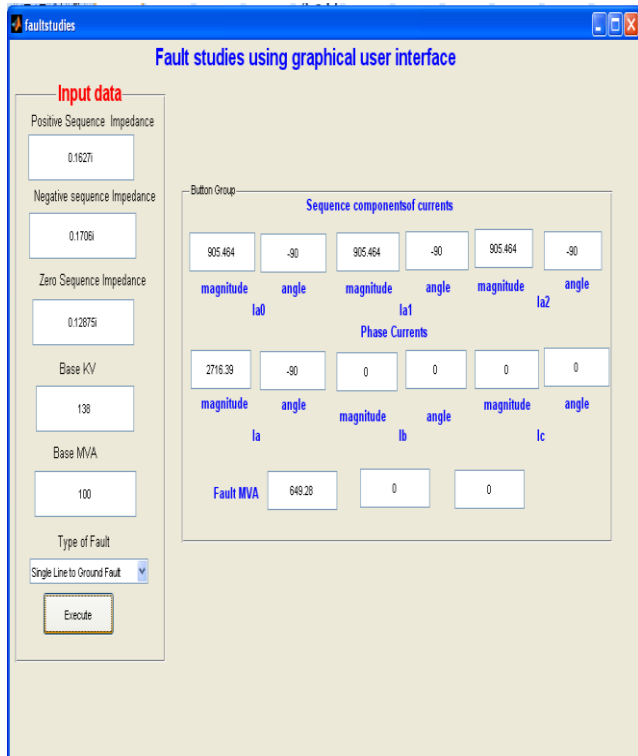 faultstudies
Fault studies using graphical user interface
Input data
Positive Sequence Impedance
0.1627i
Negative sequence Impedance
0.1706i
Zero Sequence Impedance
0.12875i
Base KV
138
Base MVA
100
Type of Fault
Single Line to Ground Fault
Execute
Button Group
Sequence componentsof currents
905.464 -90 905.464 -90 905.464 -90
magnitude angle magnitude angle magnitude angle
Ia0 Ia1 Ia2
Phase Currents
2716.39 -90 0 0 0 0
magnitude angle magnitude angle magnitude angle
Ia Ib Ic
Fault MVA 649.28 0 0